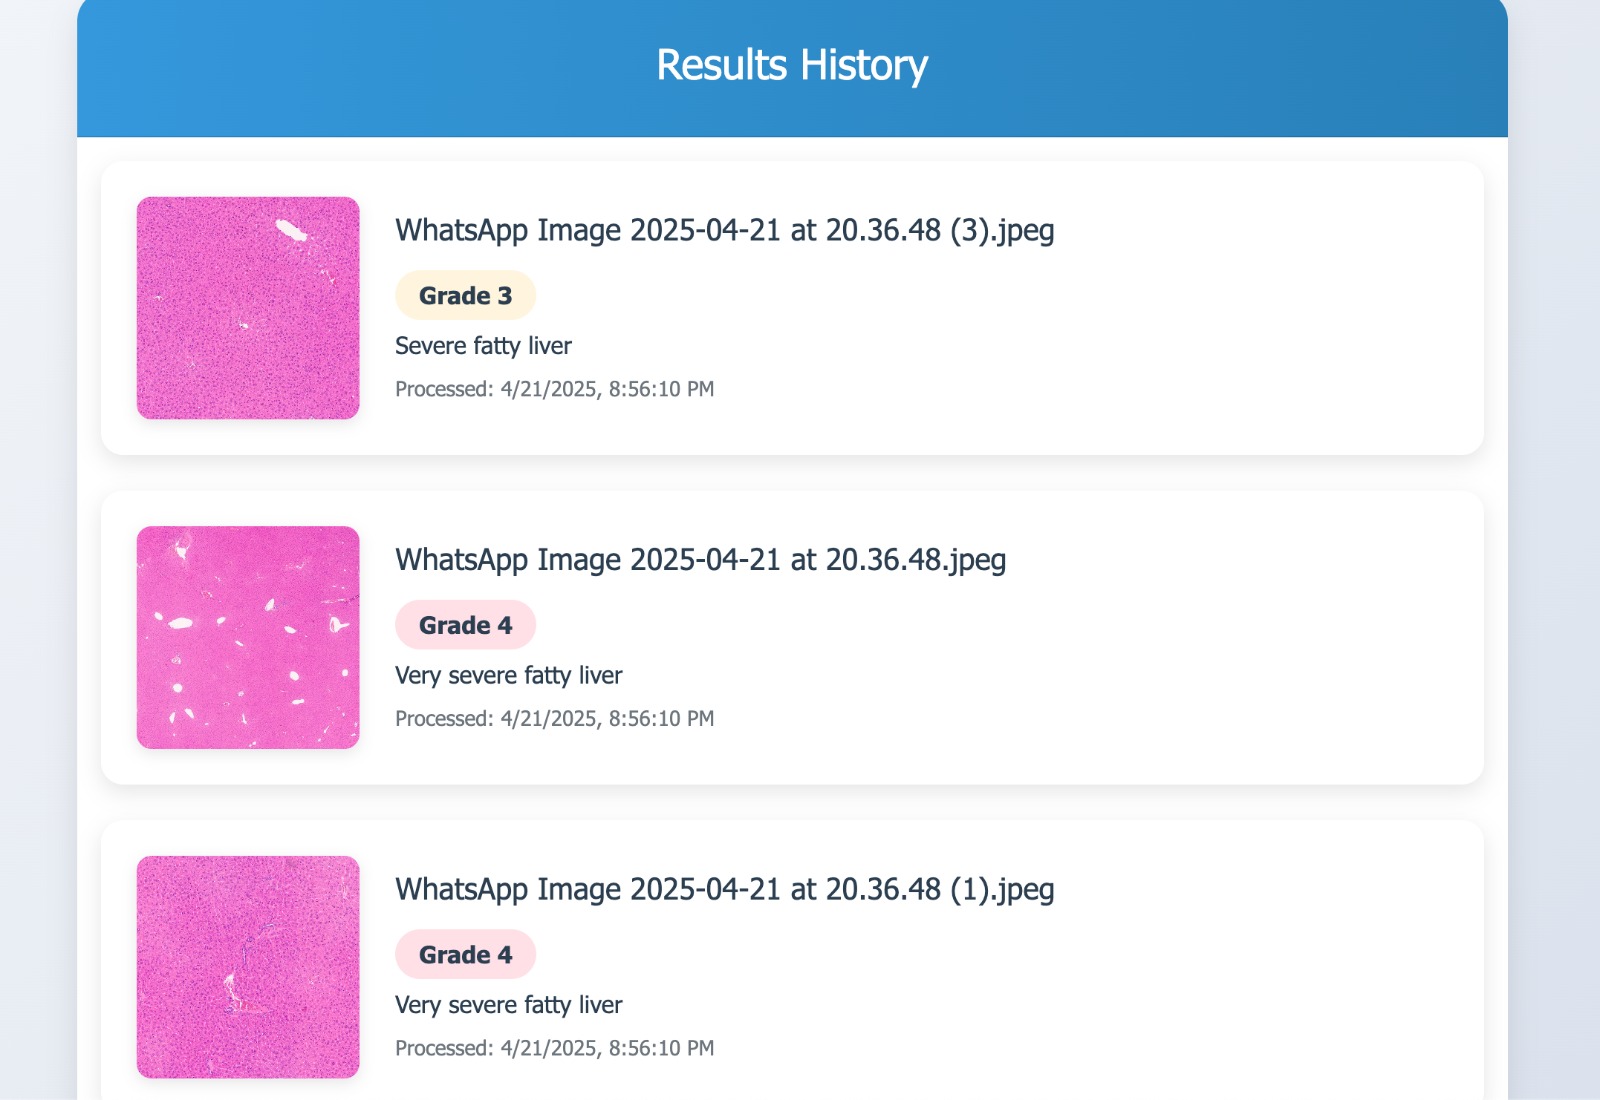 Results History
WhatsApp Image 2025-04-21 at 20.36.48 (3).jpeg
Grade 3
Severe fatty liver
Processed: 4/21/2025, 8:56:10 PM
WhatsApp Image 2025-04-21 at 20.36.48.jpeg
Grade 4
Very severe fatty liver
Processed: 4/21/2025, 8:56:10 PM
WhatsApp Image 2025-04-21 at 20.36.48 (1).jpeg
Grade 4
Very severe fatty liver
Processed: 4/21/2025, 8:56:10 PM